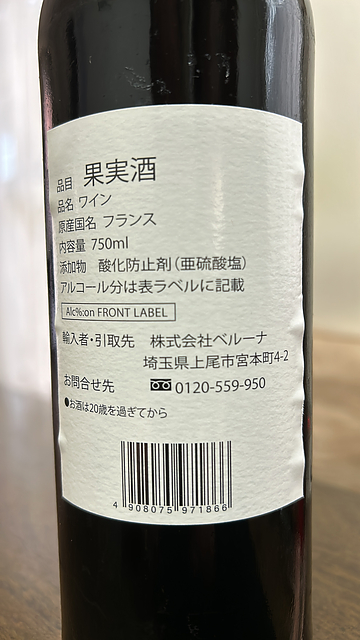 品目 果実酒
品名 ワイン
原産国名 フランス
内容量 750ml
添加物 酸化防止剤（亜硫酸塩）
アルコール分は表ラベルに記載
Alc%:on FRONT LABEL
輸入者・引取先 株式会社ベルーナ
埼玉県上尾市宮本町4-2
お問合せ先 0120-559-950
●お酒は20歳を過ぎてから
4 908075 971866